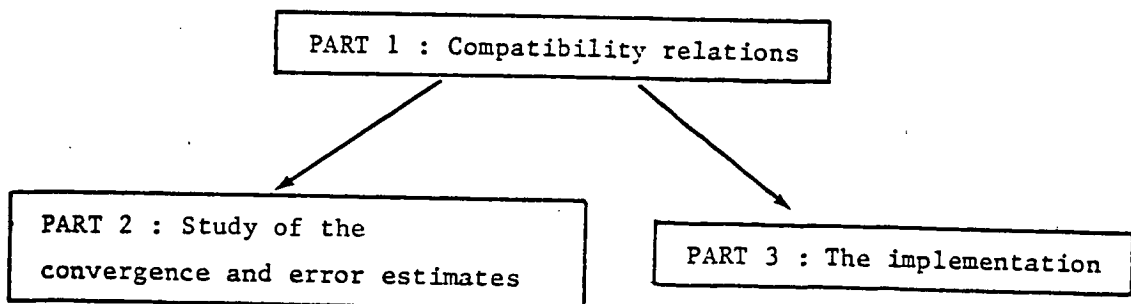 PART 1 : Compatibility relations
PART 2 : Study of the
convergence and error estimates
PART 3 : The implementation